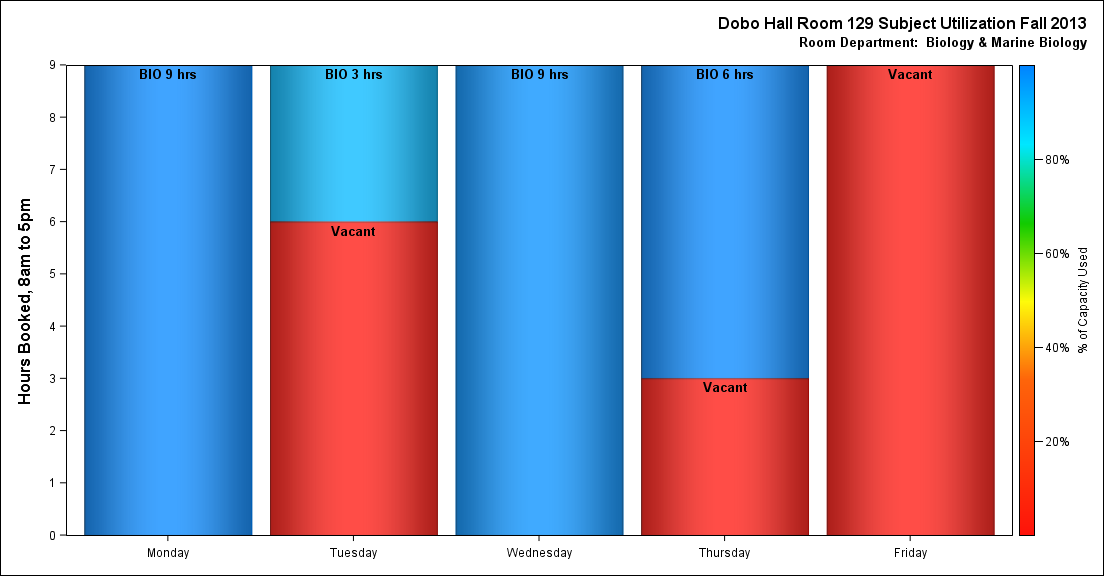 Dobo Hall Room 129 Subject Utilization Fall 2013
Room Department:  Biology & Marine Biology
Hours Booked, 8am to 5pm
9
8
7
6
5
4
3
2
1
0
BIO 9 hrs
BIO 3 hrs
BIO 9 hrs
BIO 6 hrs
Vacant
Vacant
Vacant
Monday
Tuesday
Wednesday
Thursday
Friday
80%
60%
40%
20%
% of Capacity Used